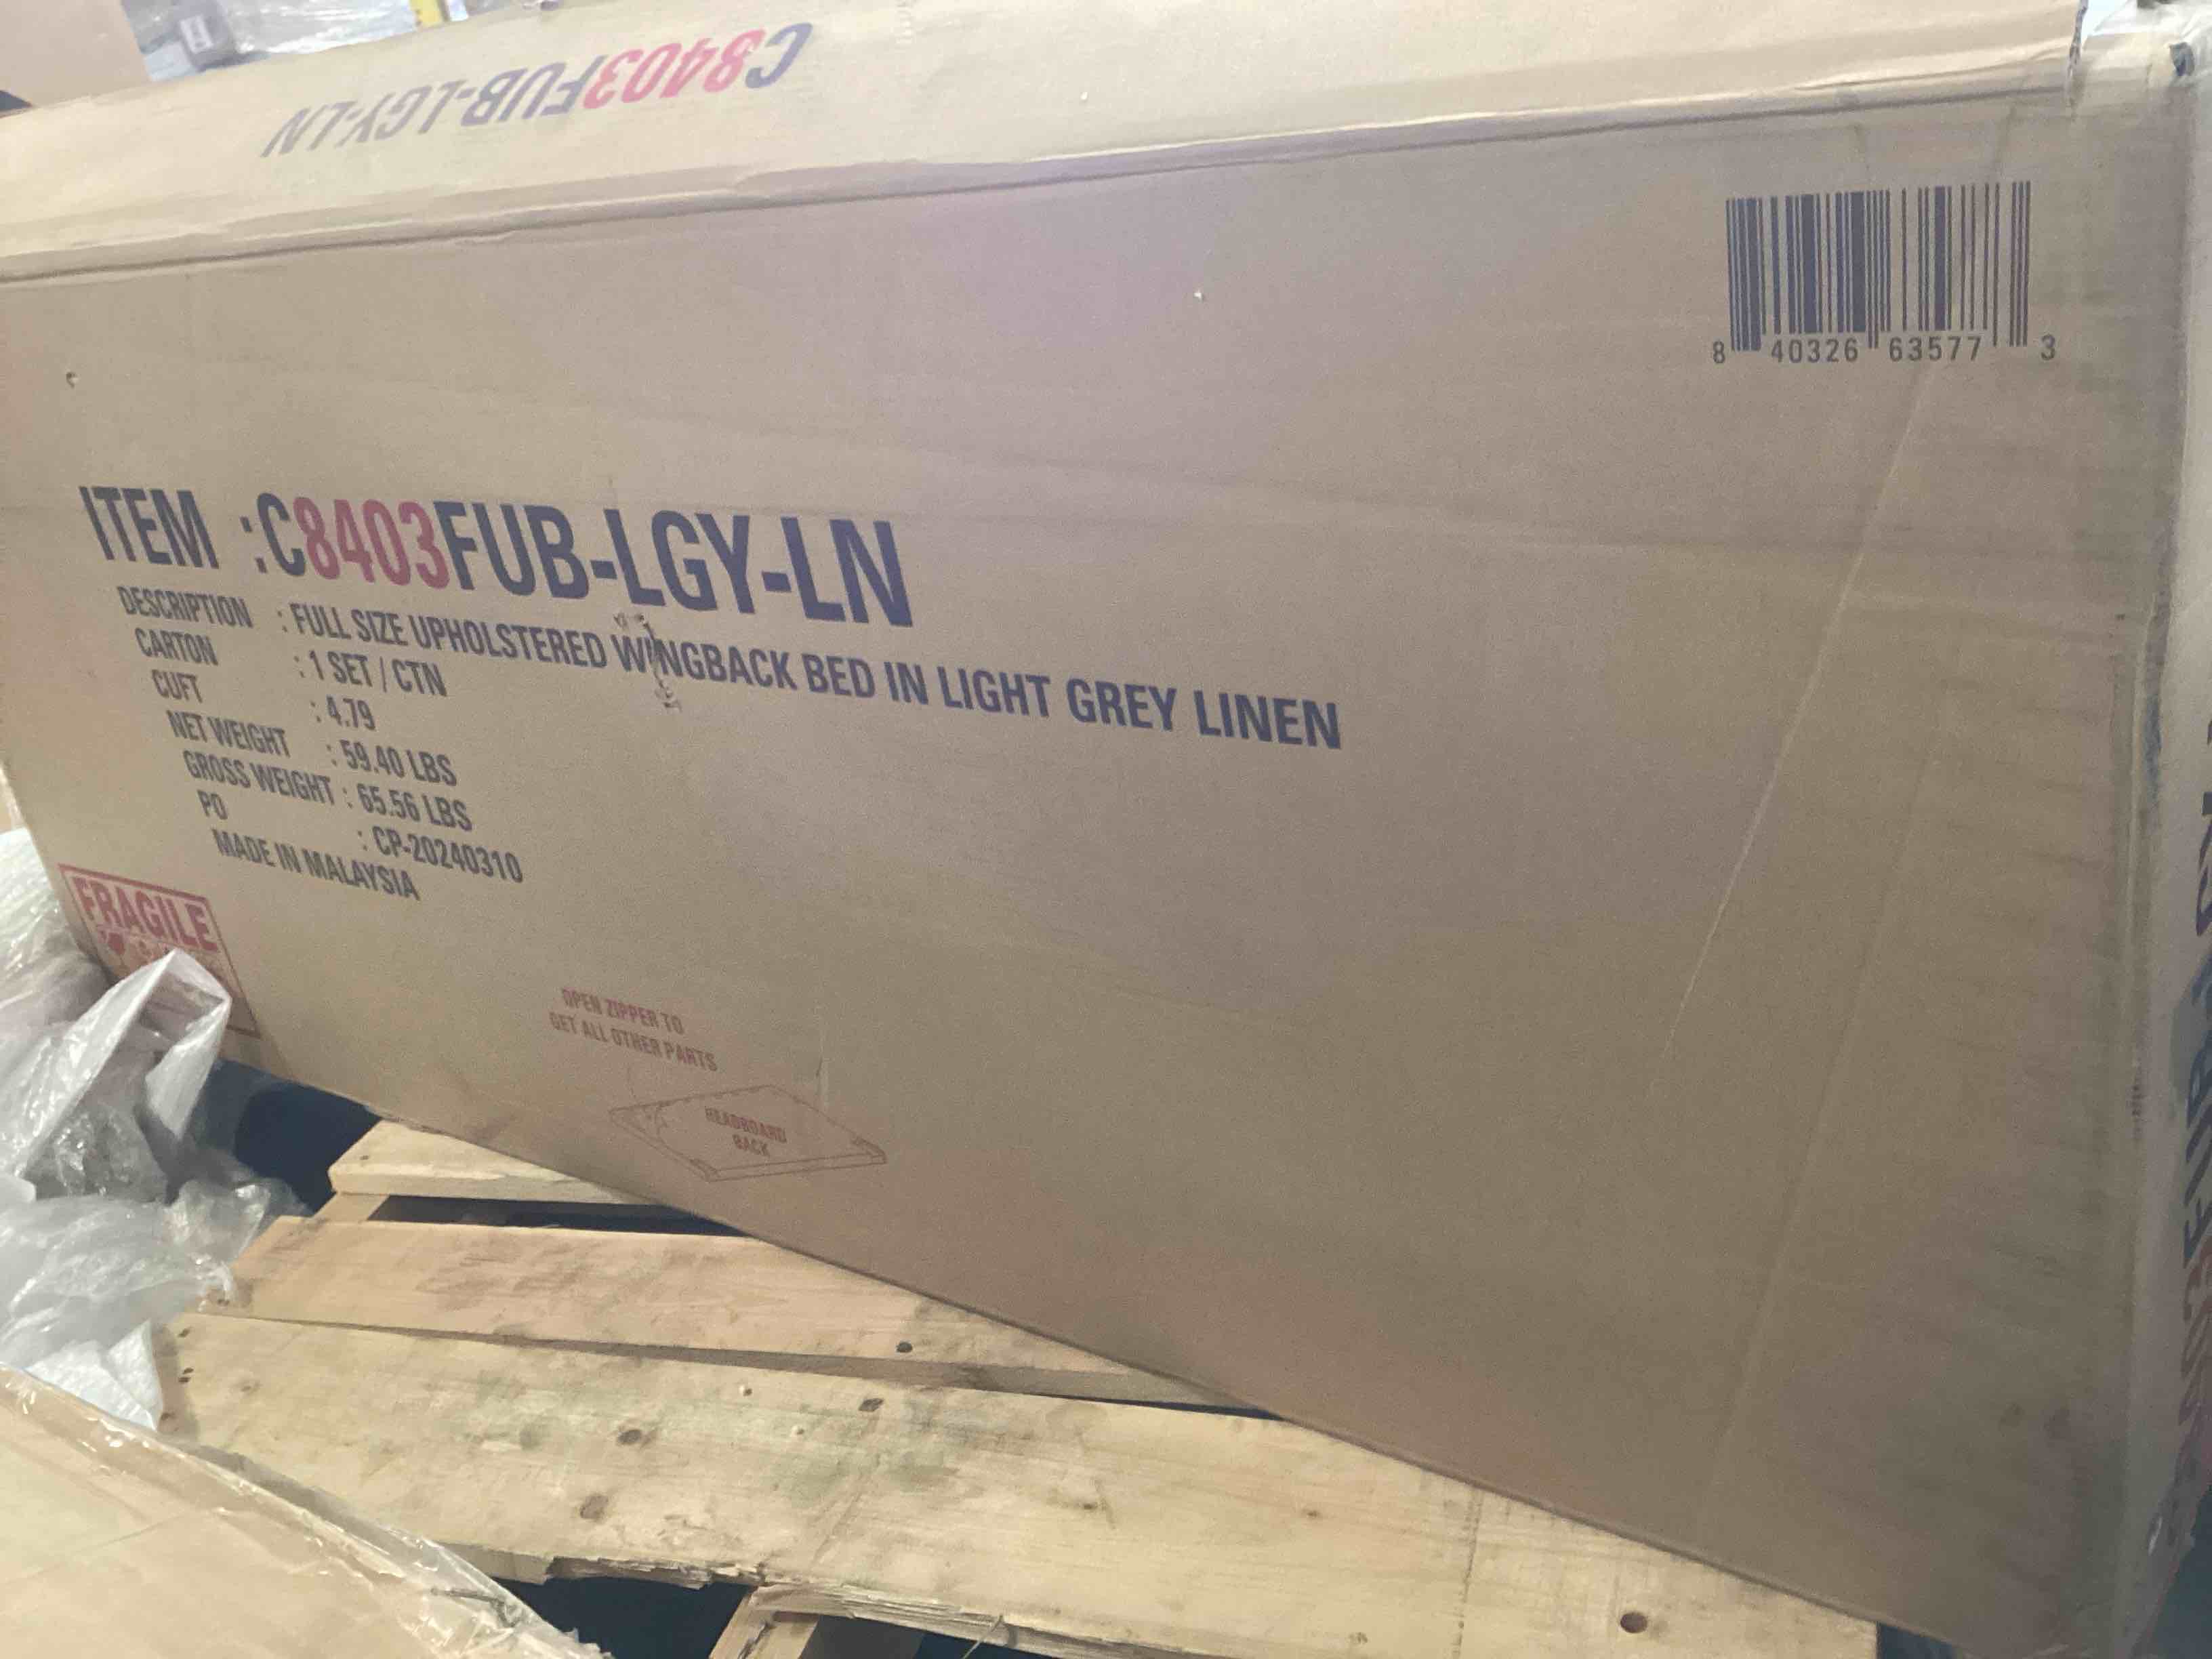 C8403FUB-LGY-LN
8 40326 63577 3
ITEM :C8403FUB-LGY-LN
DESCRIPTION : FULL SIZE UPHOLSTERED WINGBACK BED IN LIGHT GREY LINEN
CARTON : 1 SET / CTN
CUFT : 4.79
NET WEIGHT : 59.40 LBS
GROSS WEIGHT : 65.56 LBS
PO : CP-20240310
MADE IN MALAYSIA
FRAGILE
OPEN ZIPPER TO
GET ALL OTHER PARTS
HEADBOARD
BACK